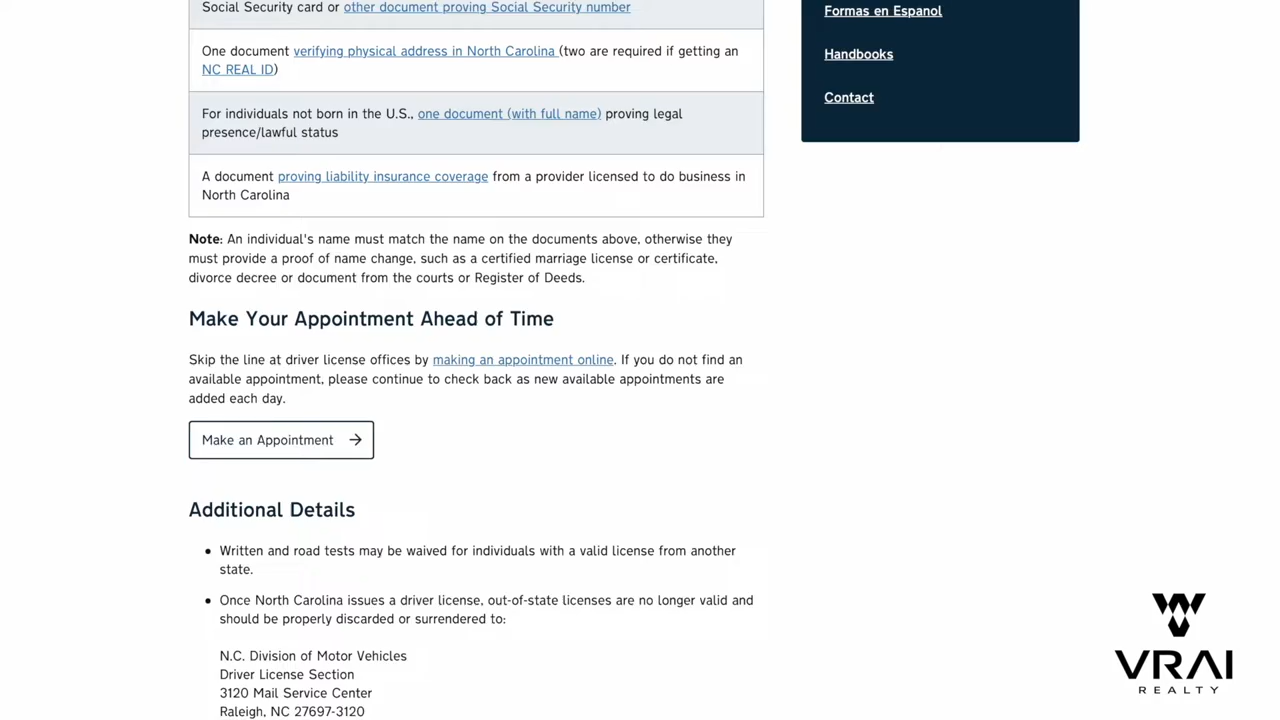 Social Security card or other document proving Social Security number
One document verifying physical address in North Carolina (two are required if getting an
NC REAL ID)
For individuals not born in the U.S., one document (with full name) proving legal
presence/lawful status
A document proving liability insurance coverage from a provider licensed to do business in
North Carolina
Note: An individual's name must match the name on the documents above, otherwise they
must provide a proof of name change, such as a certified marriage license or certificate,
divorce decree or document from the courts or Register of Deeds.
Make Your Appointment Ahead of Time
Skip the line at driver license offices by making an appointment online. If you do not find an
available appointment, please continue to check back as new available appointments are
added each day.
Make an Appointment
Additional Details
Written and road tests may be waived for individuals with a valid license from another
state.
Once North Carolina issues a driver license, out-of-state licenses are no longer valid and
should be properly discarded or surrendered to:
N.C. Division of Motor Vehicles
Driver License Section
3120 Mail Service Center
Raleigh, NC 27697-3120
Formas en Espanol
Handbooks
Contact
VRAI
REALTY